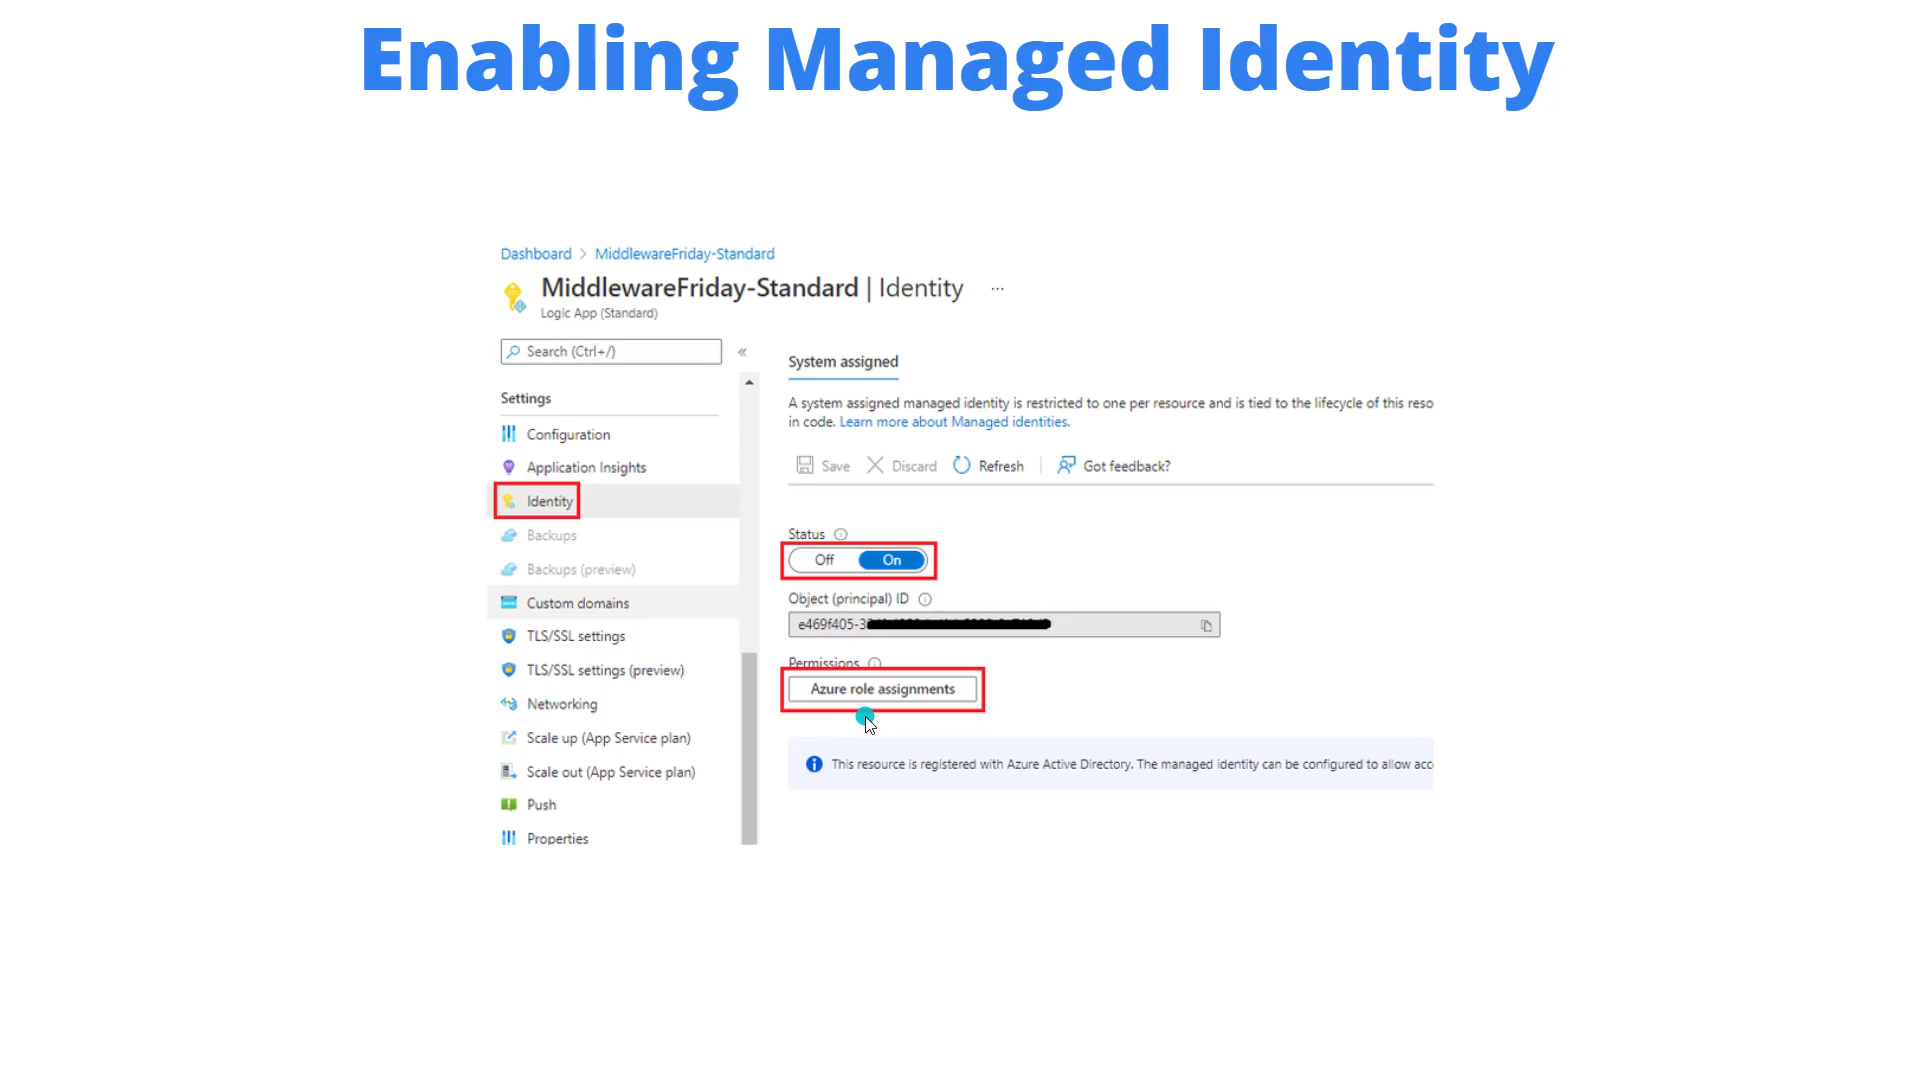 Enabling Managed Identity
Dashboard > MiddlewareFriday-Standard
MiddlewareFriday-Standard | Identity ...
Logic App (Standard)
Search (Ctrl+/)
«
Settings
Configuration
Application Insights
Identity
Backups
Backups (preview)
Custom domains
TLS/SSL settings
TLS/SSL settings (preview)
Networking
Scale up (App Service plan)
Scale out (App Service plan)
Push
Properties
System assigned
A system assigned managed identity is restricted to one per resource and is tied to the lifecycle of this reso
in code. Learn more about Managed identities.
Save Discard Refresh Got feedback?
Status
Off On
Object (principal) ID
e469f405-3
Permissions
Azure role assignments
This resource is registered with Azure Active Directory. The managed identity can be configured to allow acc